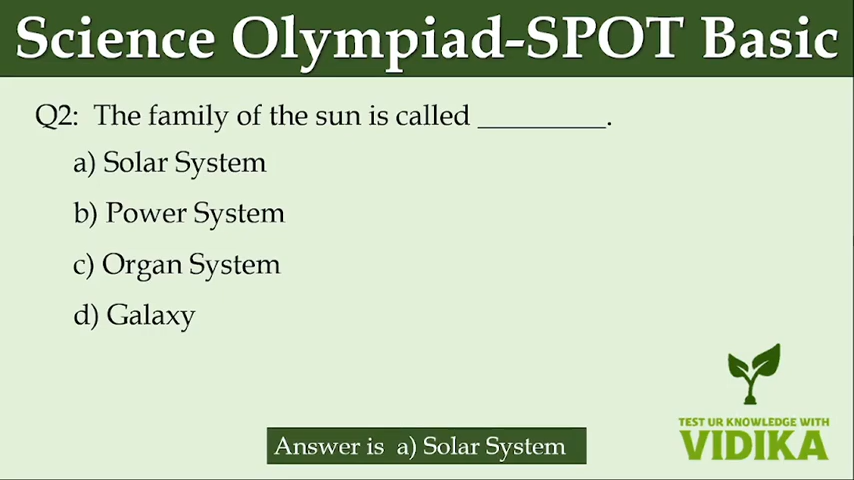 Science Olympiad-SPOT Basic
Q2: The family of the sun is called _________.
a) Solar System
b) Power System
c) Organ System
d) Galaxy
TEST UR KNOWLEDGE WITH
VIDIKA
Answer is a) Solar System